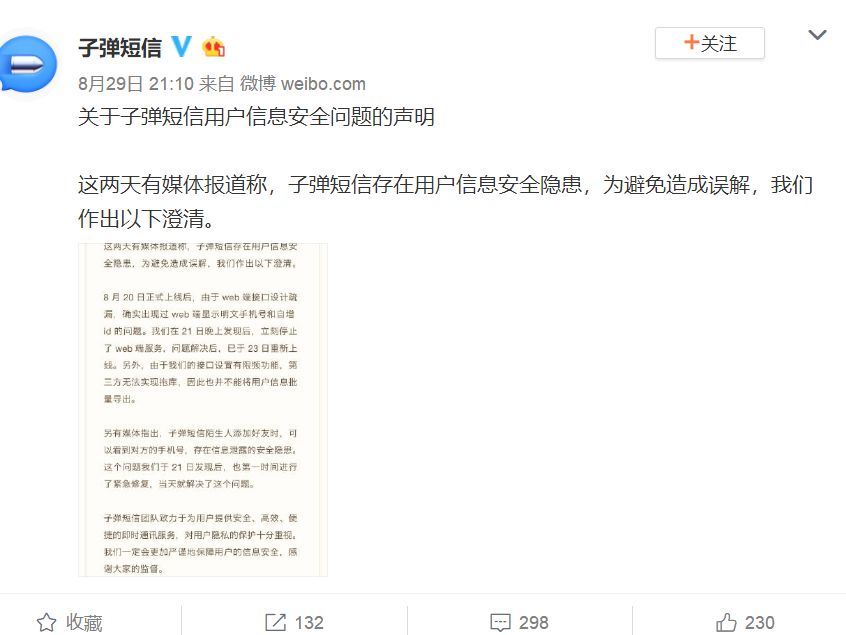 子弹短信
关注
8月29日 21:10 来自 微博 weibo.com
关于子弹短信用户信息安全问题的声明
这两天有媒体报道称，子弹短信存在用户信息安全隐患，为避免造成误解，我们
作出以下澄清。
这两天有媒体报道称，子弹短信存在用户信息安
全隐患，为避免造成误解，我们作出以下澄清。
8 月 20 日正式上线后，由于 web 端接口设计疏
漏，确实出现过 web 端显示明文手机号和自增
id 的问题。我们在 21 日晚上发现后，立刻停止
了 web 端服务，问题解决后，已于 23 日重新上
线。另外，由于我们的接口设置有限频功能，第
三方无法实现拖库，因此也并不能将用户信息批
量导出。
另有媒体指出，子弹短信陌生人添加好友时，可
以看到对方的手机号，存在信息泄露的安全隐患。
这个问题我们于 21 日发现后，也第一时间进行
了紧急修复，当天就解决了这个问题。
子弹短信团队致力于为用户提供安全、高效、便
捷的即时通讯服务，对用户隐私的保护十分重视。
我们一定会更加严谨地保障用户的信息安全，感
谢大家的监督。
收藏
132
298
230